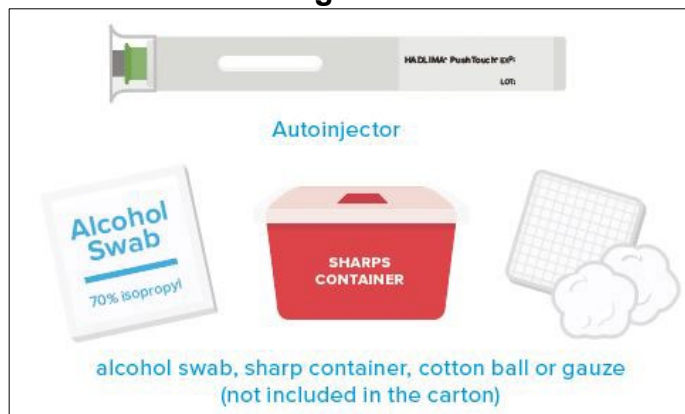 HADLIMA® PushTouch® EXP:
LOT:
Autoinjector
Alcohol
Swab
70% isopropyl
SHARPS
CONTAINER
alcohol swab, sharp container, cotton ball or gauze
(not included in the carton)